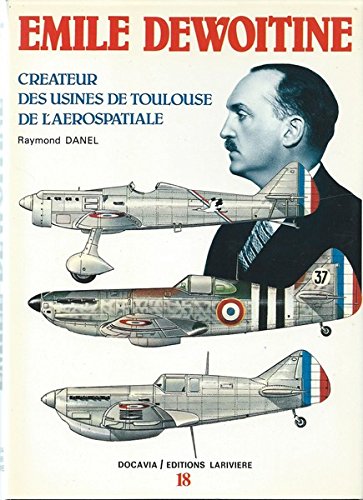 EMILE DEWOITINE
CREATEUR
DES USINES DE TOULOUSE
DE L'AEROSPATIALE
Raymond DANEL
37
DOCAVIA / EDITIONS LARIVIERE
18